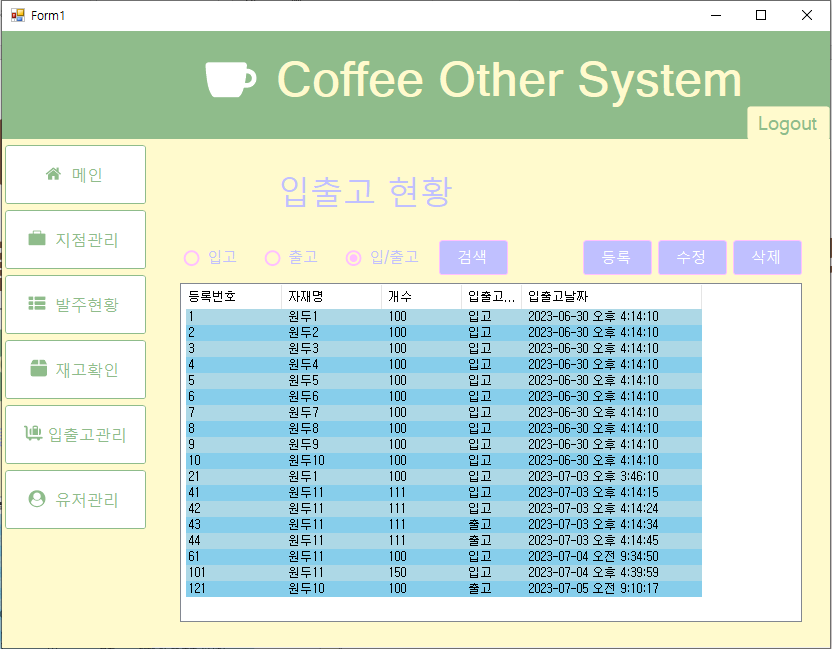 Form1
Coffee Other System
Logout
메인
지점관리
발주현황
재고확인
입출고관리
유저관리
입출고 현황
입고 출고 입/출고 검색 등록 수정 삭제
등록번호 자재명 개수 입출고... 입출고날짜
1 원두1 100 입고 2023-06-30 오후 4:14:10
2 원두2 100 입고 2023-06-30 오후 4:14:10
3 원두3 100 입고 2023-06-30 오후 4:14:10
4 원두4 100 입고 2023-06-30 오후 4:14:10
5 원두5 100 입고 2023-06-30 오후 4:14:10
6 원두6 100 입고 2023-06-30 오후 4:14:10
7 원두7 100 입고 2023-06-30 오후 4:14:10
8 원두8 100 입고 2023-06-30 오후 4:14:10
9 원두9 100 입고 2023-06-30 오후 4:14:10
10 원두10 100 입고 2023-06-30 오후 4:14:10
21 원두1 100 입고 2023-07-03 오후 3:46:10
41 원두11 111 입고 2023-07-03 오후 4:14:15
42 원두11 111 입고 2023-07-03 오후 4:14:24
43 원두11 111 출고 2023-07-03 오후 4:14:34
44 원두11 111 출고 2023-07-03 오후 4:14:45
61 원두11 100 입고 2023-07-04 오전 9:34:50
101 원두11 150 입고 2023-07-04 오후 4:39:59
121 원두10 100 출고 2023-07-05 오전 9:10:17